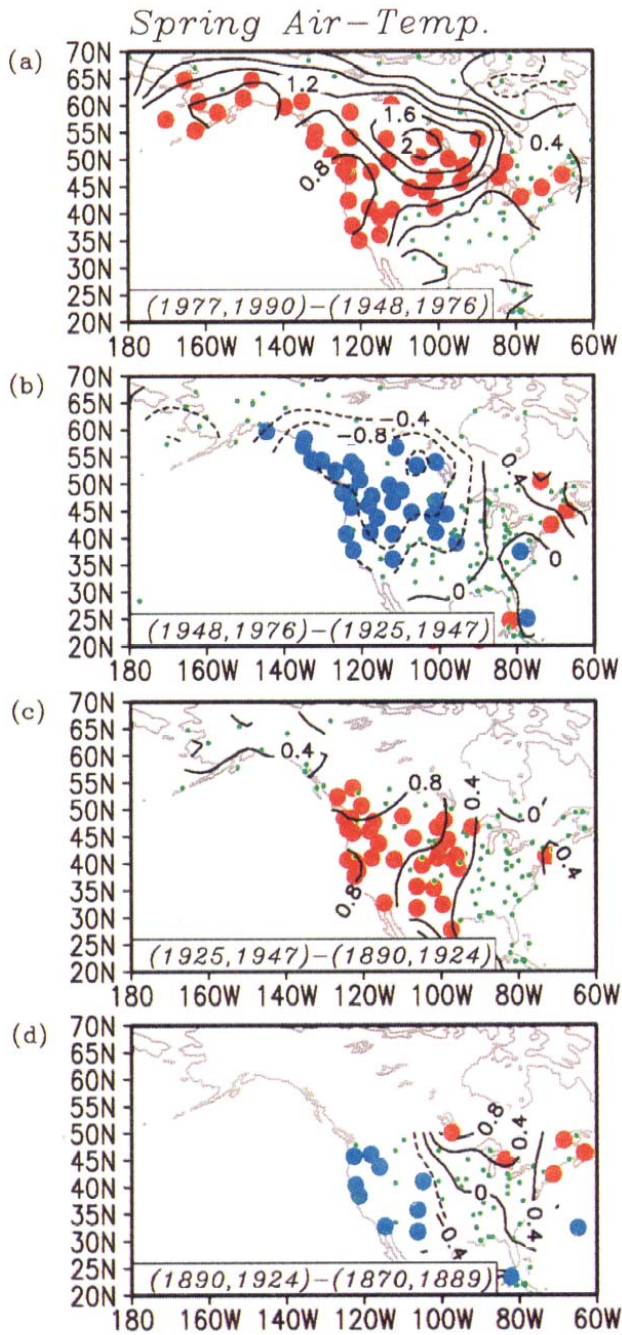 Spring Air-Temp.
(a)
70N
65N
60N
55N
50N
45N
40N
35N
30N
25N
20N
1.2
1.6
2
0.8
0.4
(1977,1990)-(1948,1976)
180 160W 140W 120W 100W 80W 60W
(b)
70N
65N
60N
55N
50N
45N
40N
35N
30N
25N
20N
-0.4
-0.8
0.4
0
0
(1948,1976)-(1925,1947)
180 160W 140W 120W 100W 80W 60W
(c)
70N
65N
60N
55N
50N
45N
40N
35N
30N
25N
20N
0.4
0.8
0.4
0
0.8
0.4
(1925,1947)-(1890,1924)
180 160W 140W 120W 100W 80W 60W
(d)
70N
65N
60N
55N
50N
45N
40N
35N
30N
25N
20N
0.8
0.4
0
0.4
-0.4
(1890,1924)-(1870,1889)
180 160W 140W 120W 100W 80W 60W